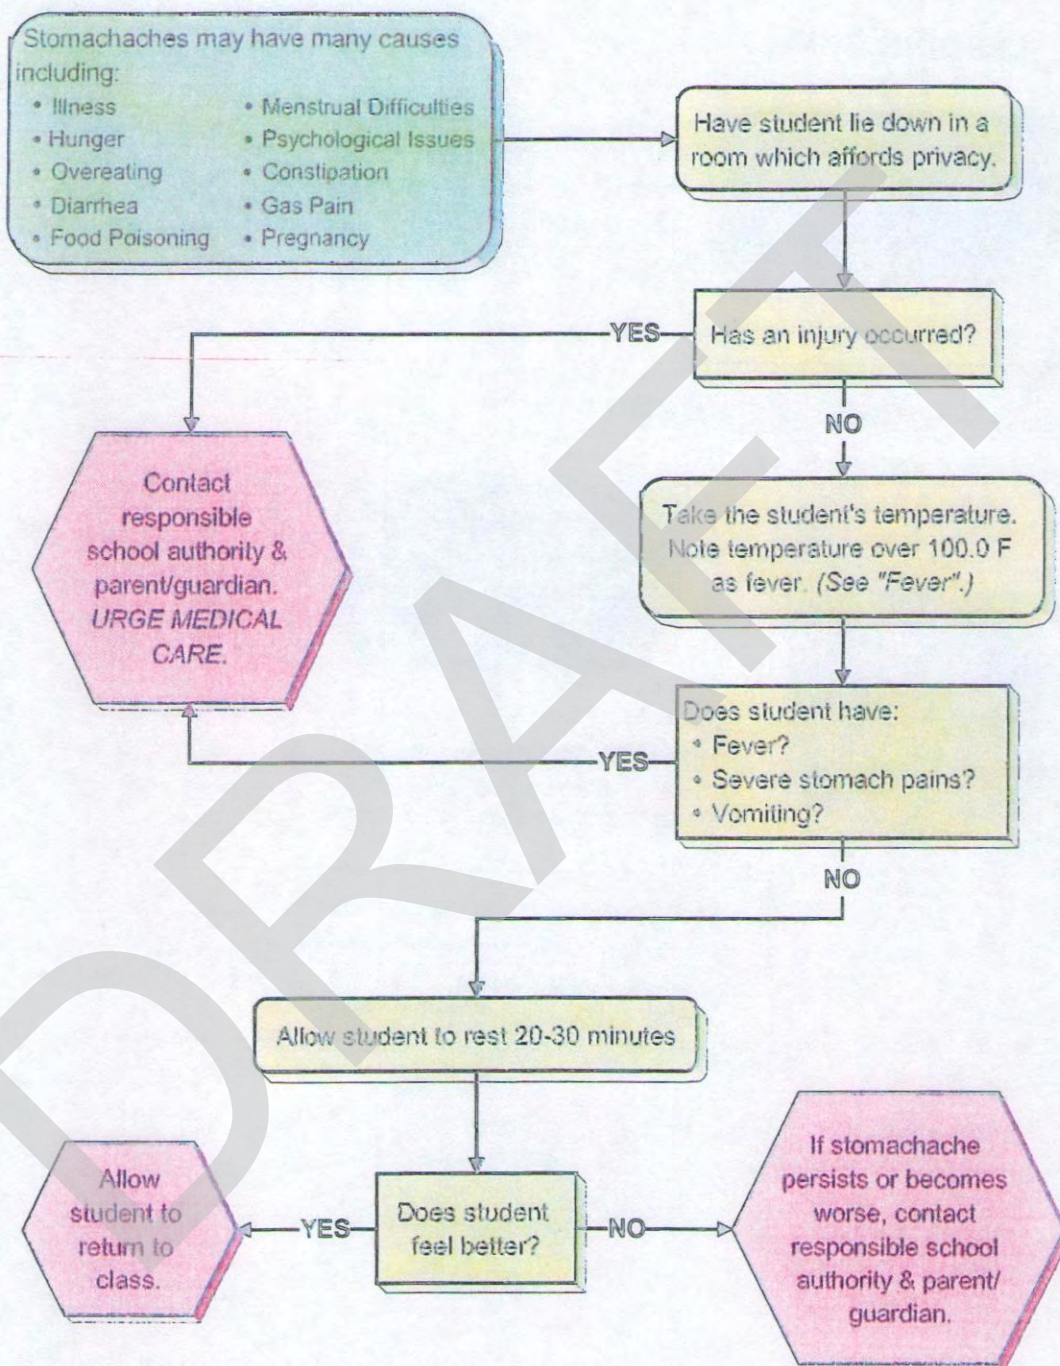 Stomachaches may have many causes
including:
• Illness
• Hunger
• Overeating
• Diarrhea
• Food Poisoning
• Menstrual Difficulties
• Psychological Issues
• Constipation
• Gas Pain
• Pregnancy
Have student lie down in a
room which affords privacy.
Has an injury occurred?
YES
NO
Contact
responsible
school authority &
parent/guardian.
URGE MEDICAL
CARE.
Take the student's temperature.
Note temperature over 100.0 F
as fever. (See "Fever".)
Does student have:
• Fever?
• Severe stomach pains?
• Vomiting?
YES
NO
Allow student to rest 20-30 minutes
Does student
feel better?
YES
NO
Allow
student to
return to
class.
If stomachache
persists or becomes
worse, contact
responsible school
authority & parent/
guardian.
DRAFT